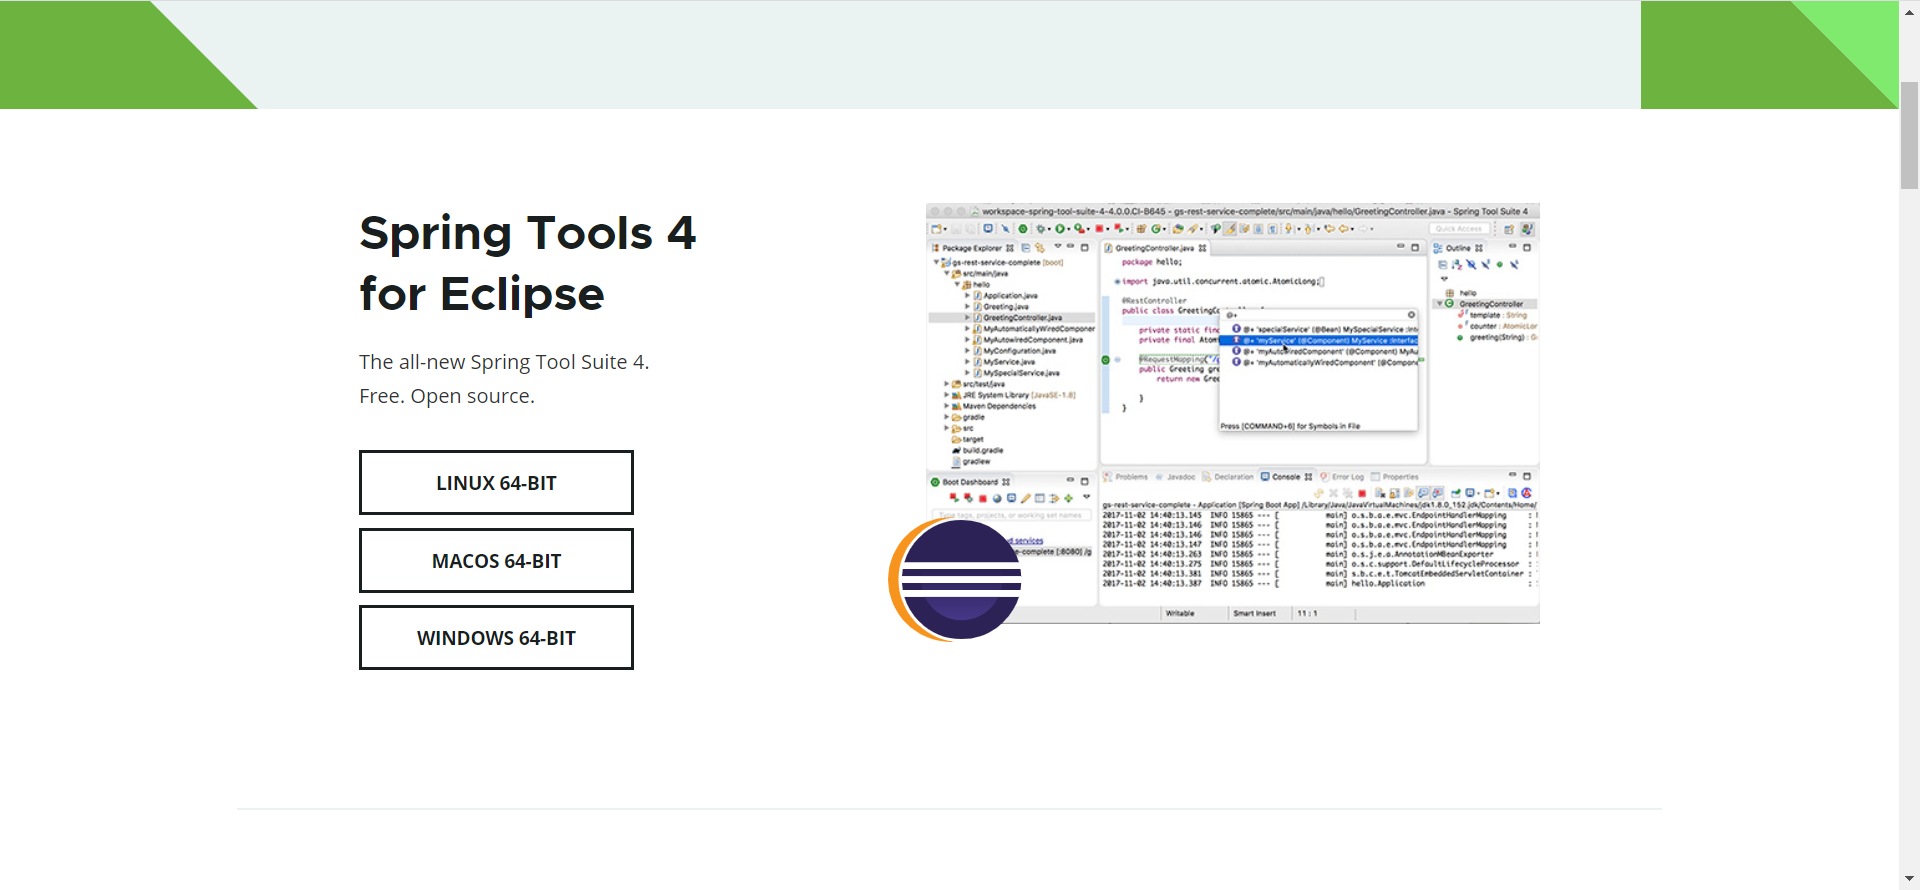 Spring Tools 4
for Eclipse
The all-new Spring Tool Suite 4.
Free. Open source.
LINUX 64-BIT
MACOS 64-BIT
WINDOWS 64-BIT
workspace-spring-tool-suite-4-4.0.0.CI-B645 - gs-rest-service-complete/src/main/java/hello/GreetingController.java - Spring Tool Suite 4
Quick Access
Package Explorer
gs-rest-service-complete [boot]
src/main/java
hello
Application.java
Greeting.java
GreetingController.java
MyAutomaticallyWiredComponer
MyAutowiredComponent.java
MyConfiguration.java
MyService.java
MySpecialService.java
src/test/java
JRE System Library [JavaSE-1.8]
Maven Dependencies
gradle
src
target
build.gradle
gradlew
GreetingController.java
package hello;
import java.util.concurrent.atomic.AtomicLong;
@RestController
public class GreetingC
private static fina
private final Atom
@RequestMapping("/g
public Greeting gre
return new Gree
}
}
@+
@+ 'specialService' (@Bean) MySpecialService :Int
@+ 'myService' (@Component) MyService :Interfac
@+ 'myAutowiredComponent' (@Component) MyAu
@+ 'myAutomaticallyWiredComponent' (@Compon
Press [COMMAND+6] for Symbols in File
Outline
hello
GreetingController
template : String
counter : AtomicLor
greeting(String) : G
Boot Dashboard
Type tags, projects, or working set names
d services
e-complete [:8080] /g
Problems Javadoc Declaration Console Error Log Properties
gs-rest-service-complete - Application [Spring Boot App] /Library/Java/JavaVirtualMachines/jdk1.8.0_152.jdk/Contents/Home/
2017-11-02 14:40:13.145 INFO 15865 --- [ main] o.s.b.a.e.mvc.EndpointHandlerMapping :
2017-11-02 14:40:13.146 INFO 15865 --- [ main] o.s.b.a.e.mvc.EndpointHandlerMapping :
2017-11-02 14:40:13.146 INFO 15865 --- [ main] o.s.b.a.e.mvc.EndpointHandlerMapping :
2017-11-02 14:40:13.147 INFO 15865 --- [ main] o.s.b.a.e.mvc.EndpointHandlerMapping :
2017-11-02 14:40:13.263 INFO 15865 --- [ main] o.s.j.e.a.AnnotationMBeanExporter :
2017-11-02 14:40:13.275 INFO 15865 --- [ main] o.s.c.support.DefaultLifecycleProcessor :
2017-11-02 14:40:13.381 INFO 15865 --- [ main] s.b.c.e.t.TomcatEmbeddedServletContainer :
2017-11-02 14:40:13.387 INFO 15865 --- [ main] hello.Application :
Writable Smart Insert 11 : 1